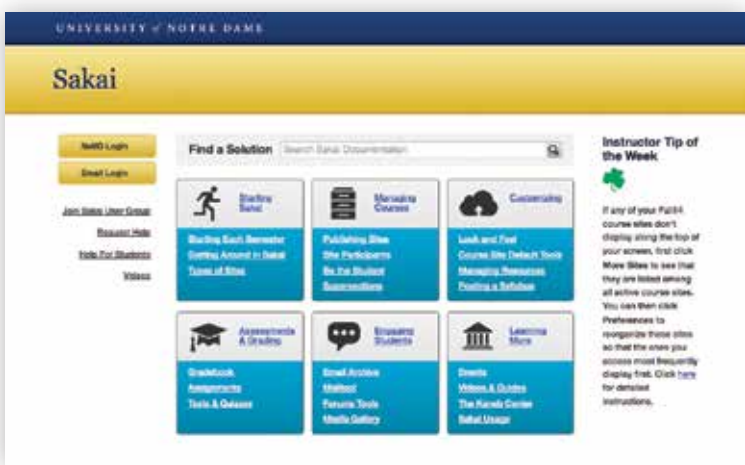 UNIVERSITY of NOTRE DAME
Sakai
NetID Login
Email Login
Join Sakai User Group
Request Help
Help For Students
Videos
Find a Solution
Search Sakai Documentation
Starting
Sakai
Starting Each Semester
Getting Around in Sakai
Types of Sites
Managing
Courses
Publishing Sites
Site Participants
Be the Student
Supersections
Customizing
Look and Feel
Course Site Default Tools
Managing Resources
Posting a Syllabus
Assessments
& Grading
Gradebook
Assignments
Tests & Quizzes
Engaging
Students
Email Archive
Mailtool
Forums Tools
Media Gallery
Learning
More
Events
Videos & Guides
The Kaneb Center
Sakai Usage
Instructor Tip of
the Week
If any of your Fall14
course sites don't
display along the top of
your screen, first click
More Sites to see that
they are listed among
all active course sites.
You can then click
Preferences to
reorganize those sites
so that the ones you
access most frequently
display first. Click here
for detailed
instructions.